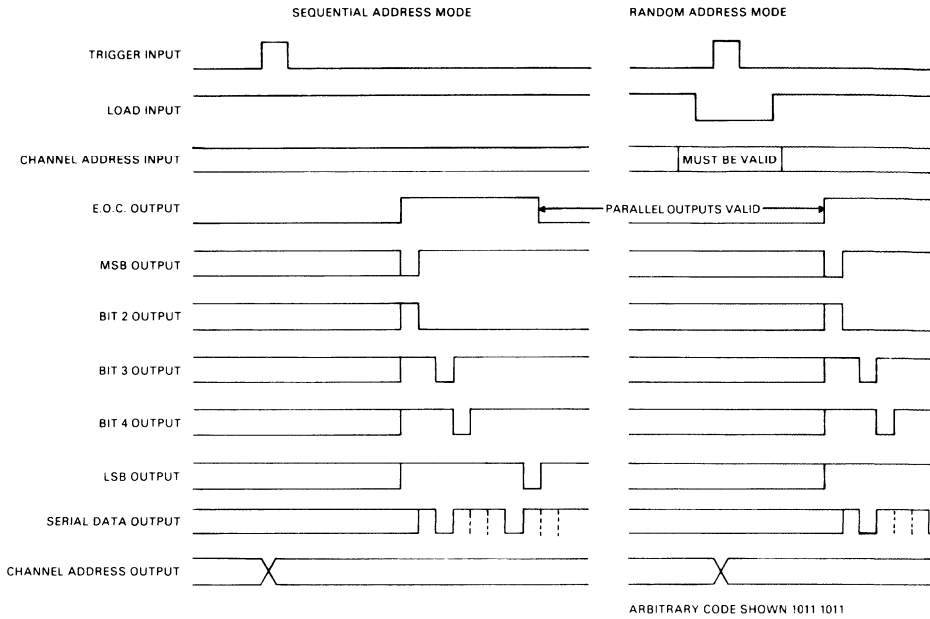 SEQUENTIAL ADDRESS MODE
RANDOM ADDRESS MODE
TRIGGER INPUT
LOAD INPUT
CHANNEL ADDRESS INPUT
MUST BE VALID
E.O.C. OUTPUT
PARALLEL OUTPUTS VALID
MSB OUTPUT
BIT 2 OUTPUT
BIT 3 OUTPUT
BIT 4 OUTPUT
LSB OUTPUT
SERIAL DATA OUTPUT
CHANNEL ADDRESS OUTPUT
ARBITRARY CODE SHOWN 1011 1011